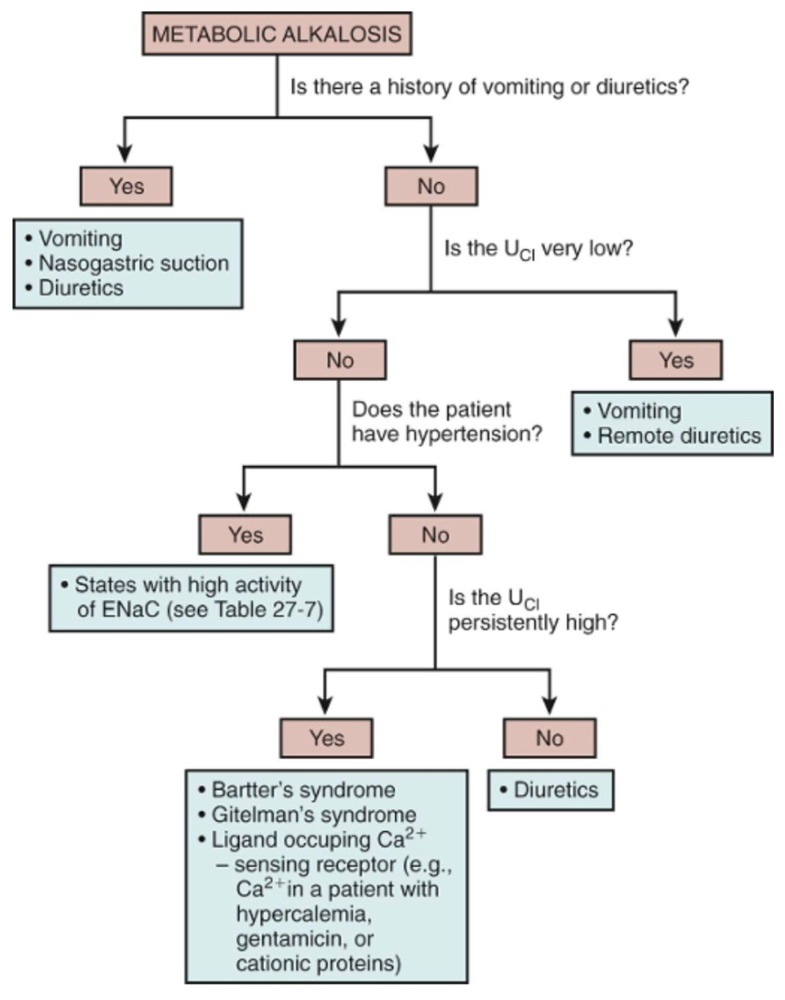 METABOLIC ALKALOSIS
Is there a history of vomiting or diuretics?
Yes
No
• Vomiting
• Nasogastric suction
• Diuretics
Is the UCl very low?
No
Yes
Does the patient
have hypertension?
• Vomiting
• Remote diuretics
Yes
No
• States with high activity
of ENaC (see Table 27-7)
Is the UCl
persistently high?
Yes
No
• Bartter's syndrome
• Gitelman's syndrome
• Ligand occuping Ca2+
– sensing receptor (e.g.,
Ca2+in a patient with
hypercalemia,
gentamicin, or
cationic proteins)
• Diuretics